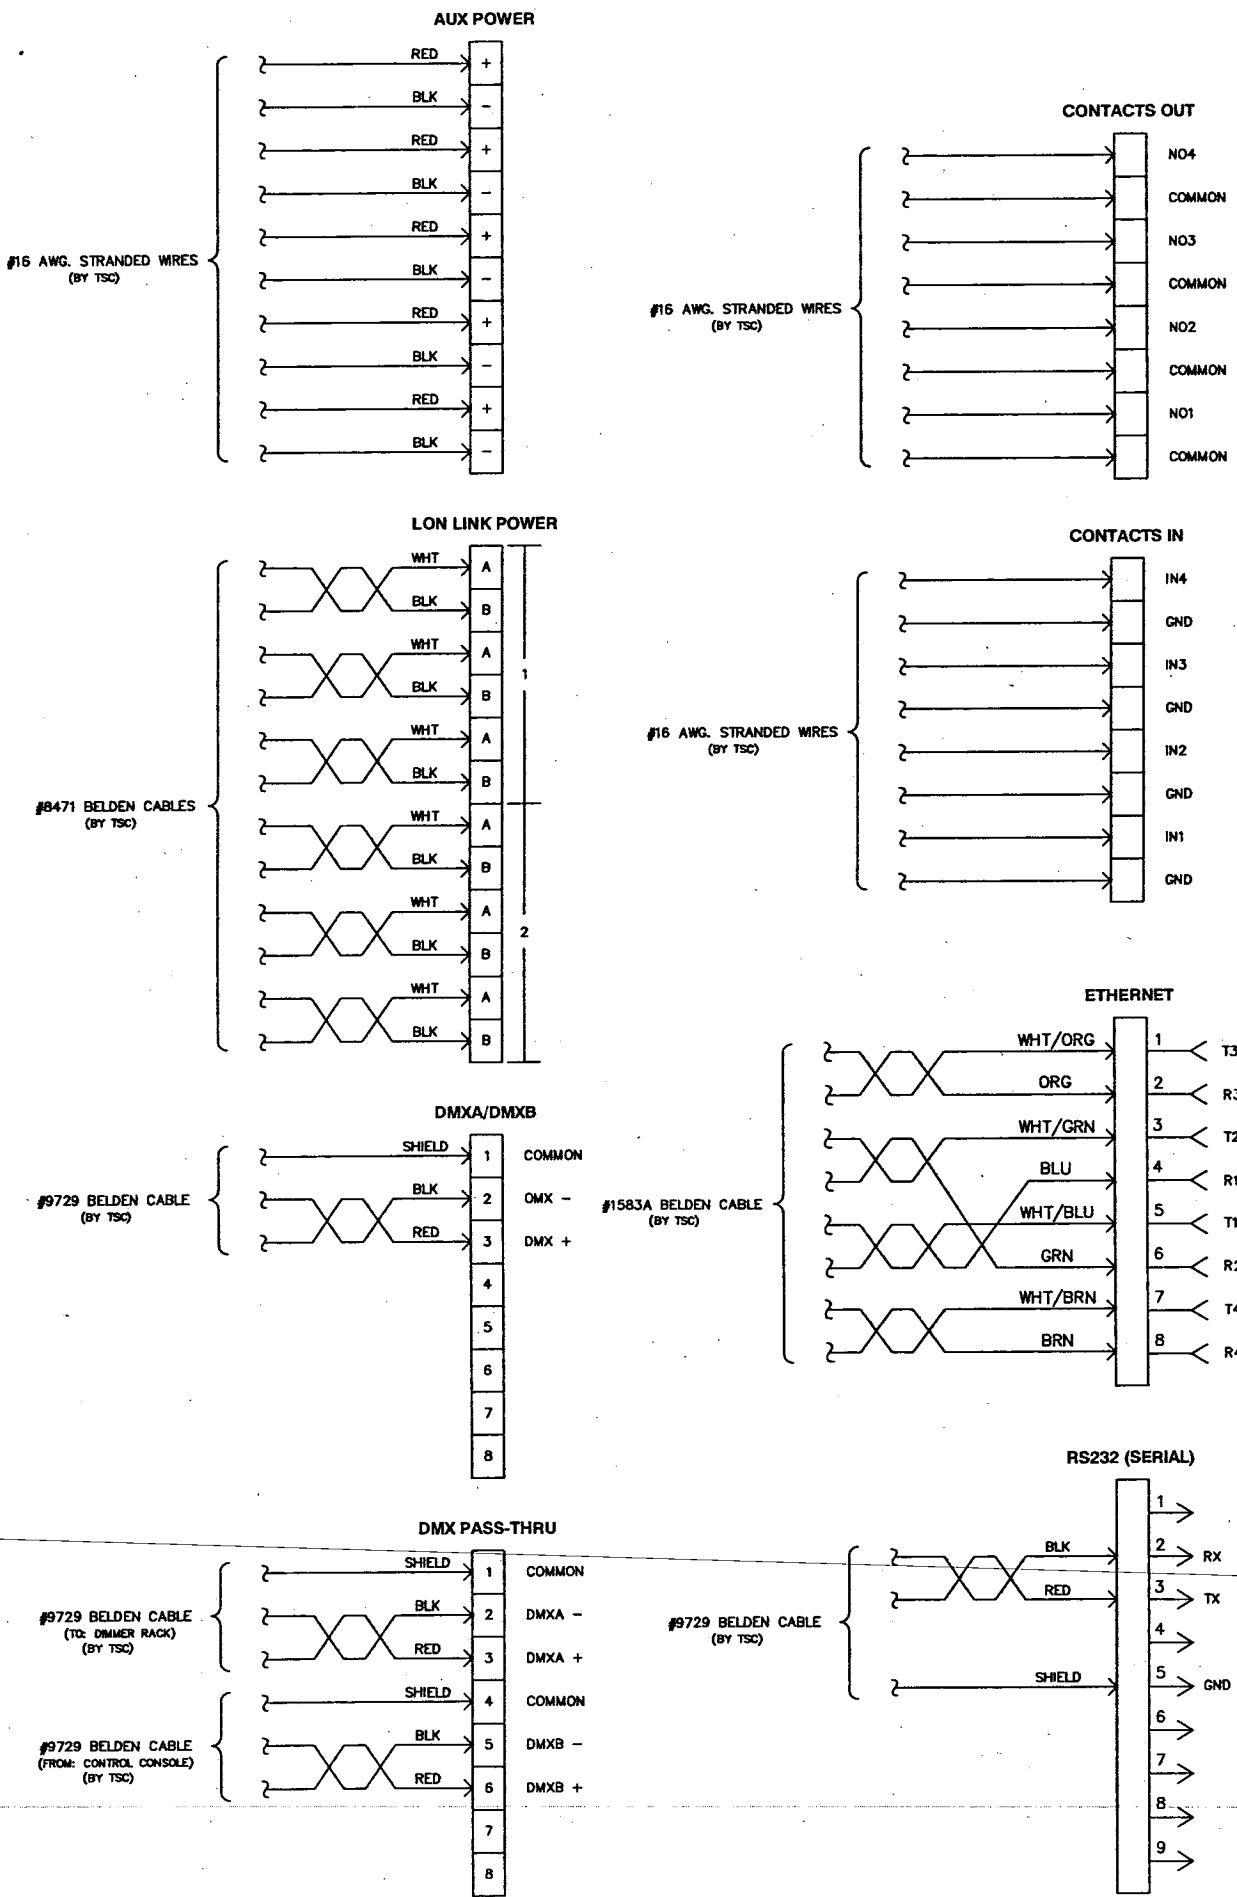 AUX POWER
RED +
BLK -
RED +
BLK -
RED +
BLK -
RED +
BLK -
RED +
BLK -
#16 AWG. STRANDED WIRES
(BY TSC)
CONTACTS OUT
NO4
COMMON
NO3
COMMON
NO2
COMMON
NO1
COMMON
#16 AWG. STRANDED WIRES
(BY TSC)
LON LINK POWER
WHT A
BLK B
WHT A
BLK B
WHT A
BLK B
1
WHT A
BLK B
WHT A
BLK B
WHT A
BLK B
2
#8471 BELDEN CABLES
(BY TSC)
CONTACTS IN
IN4
GND
IN3
GND
IN2
GND
IN1
GND
#16 AWG. STRANDED WIRES
(BY TSC)
DMXA/DMXB
SHIELD 1 COMMON
BLK 2 OMX -
RED 3 DMX +
4
5
6
7
8
#9729 BELDEN CABLE
(BY TSC)
ETHERNET
WHT/ORG 1 T3
ORG 2 R3
WHT/GRN 3 T2
BLU 4 R1
WHT/BLU 5 T1
GRN 6 R2
WHT/BRN 7 T4
BRN 8 R4
#1583A BELDEN CABLE
(BY TSC)
DMX PASS-THRU
SHIELD 1 COMMON
BLK 2 DMXA -
RED 3 DMXA +
SHIELD 4 COMMON
BLK 5 DMXB -
RED 6 DMXB +
7
8
#9729 BELDEN CABLE
(TO: DIMMER RACK)
(BY TSC)
#9729 BELDEN CABLE
(FROM: CONTROL CONSOLE)
(BY TSC)
RS232 (SERIAL)
1
BLK 2 RX
RED 3 TX
4
SHIELD 5 GND
6
7
8
9
#9729 BELDEN CABLE
(BY TSC)